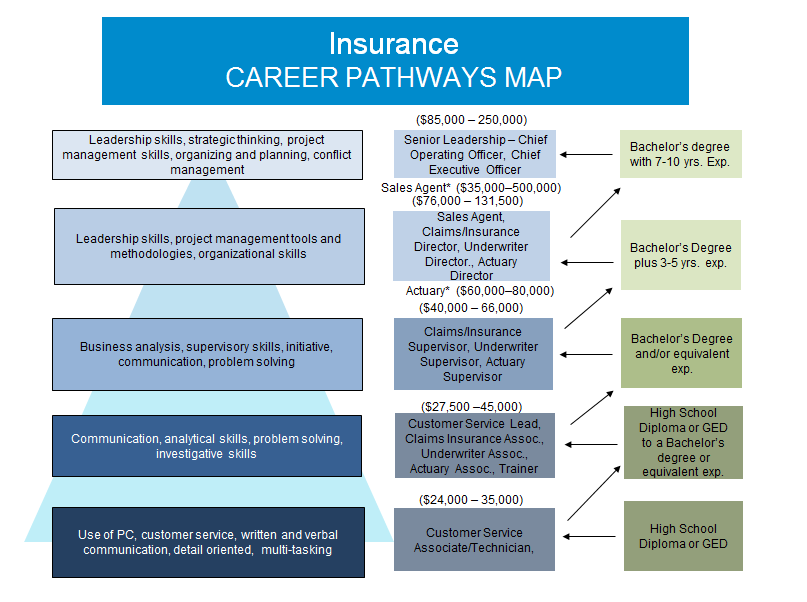 Insurance
CAREER PATHWAYS MAP
($85,000 – 250,000)
Leadership skills, strategic thinking, project
management skills, organizing and planning, conflict
management
Senior Leadership – Chief
Operating Officer, Chief
Executive Officer
Bachelor's degree
with 7-10 yrs. Exp.
Sales Agent* ($35,000–500,000)
($76,000 – 131,500)
Leadership skills, project management tools and
methodologies, organizational skills
Sales Agent,
Claims/Insurance
Director, Underwriter
Director., Actuary
Director
Bachelor's Degree
plus 3-5 yrs. exp.
Actuary* ($60,000–80,000)
($40,000 – 66,000)
Business analysis, supervisory skills, initiative,
communication, problem solving
Claims/Insurance
Supervisor, Underwriter
Supervisor, Actuary
Supervisor
Bachelor's Degree
and/or equivalent
exp.
($27,500 –45,000)
Communication, analytical skills, problem solving,
investigative skills
Customer Service Lead,
Claims Insurance Assoc.,
Underwriter Assoc.,
Actuary Assoc., Trainer
High School
Diploma or GED
to a Bachelor's
degree or
equivalent exp.
($24,000 – 35,000)
Use of PC, customer service, written and verbal
communication, detail oriented, multi-tasking
Customer Service
Associate/Technician,
High School
Diploma or GED